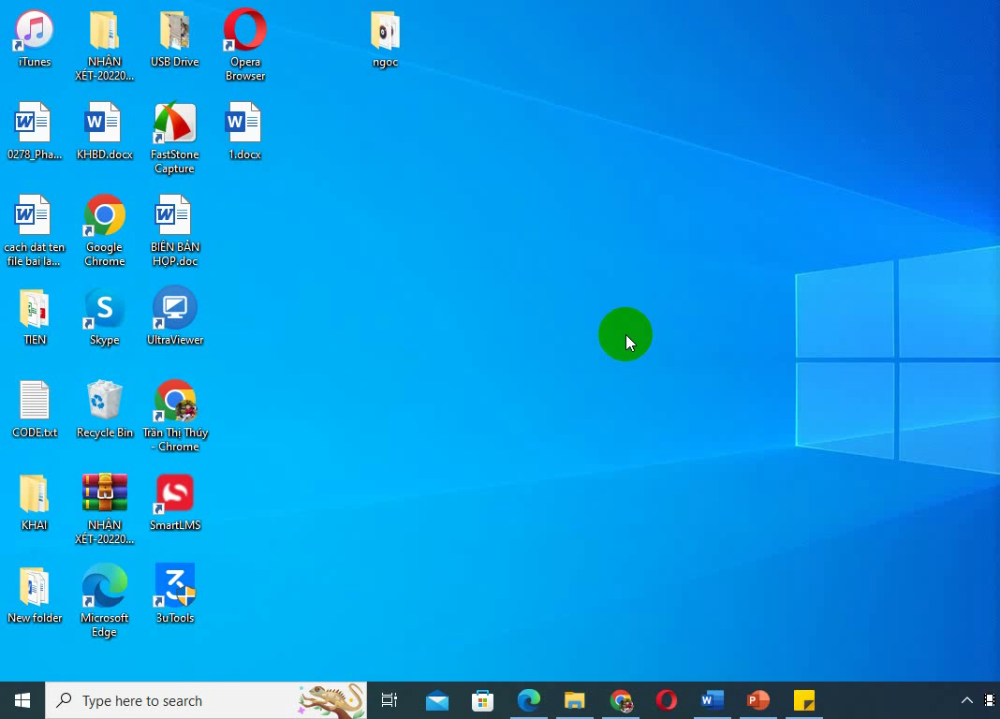 iTunes
NHẬN
XÉT-20220...
USB Drive
Opera
Browser
ngoc
0278_Pha...
KHBD.docx
FastStone
Capture
1.docx
cach dat ten
file bai la...
Google
Chrome
BIÊN BẢN
HỌP.doc
TIEN
Skype
UltraViewer
CODE.txt
Recycle Bin
Trần Thị Thúy
- Chrome
KHAI
NHẬN
XÉT-20220...
SmartLMS
New folder
Microsoft
Edge
3uTools
Type here to search